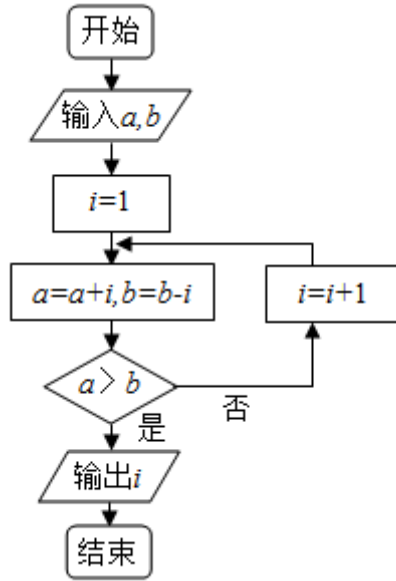 开始
输入a,b
i=1
a=a+i,b=b-i
i=i+1
a＞b
否
是
输出i
结束